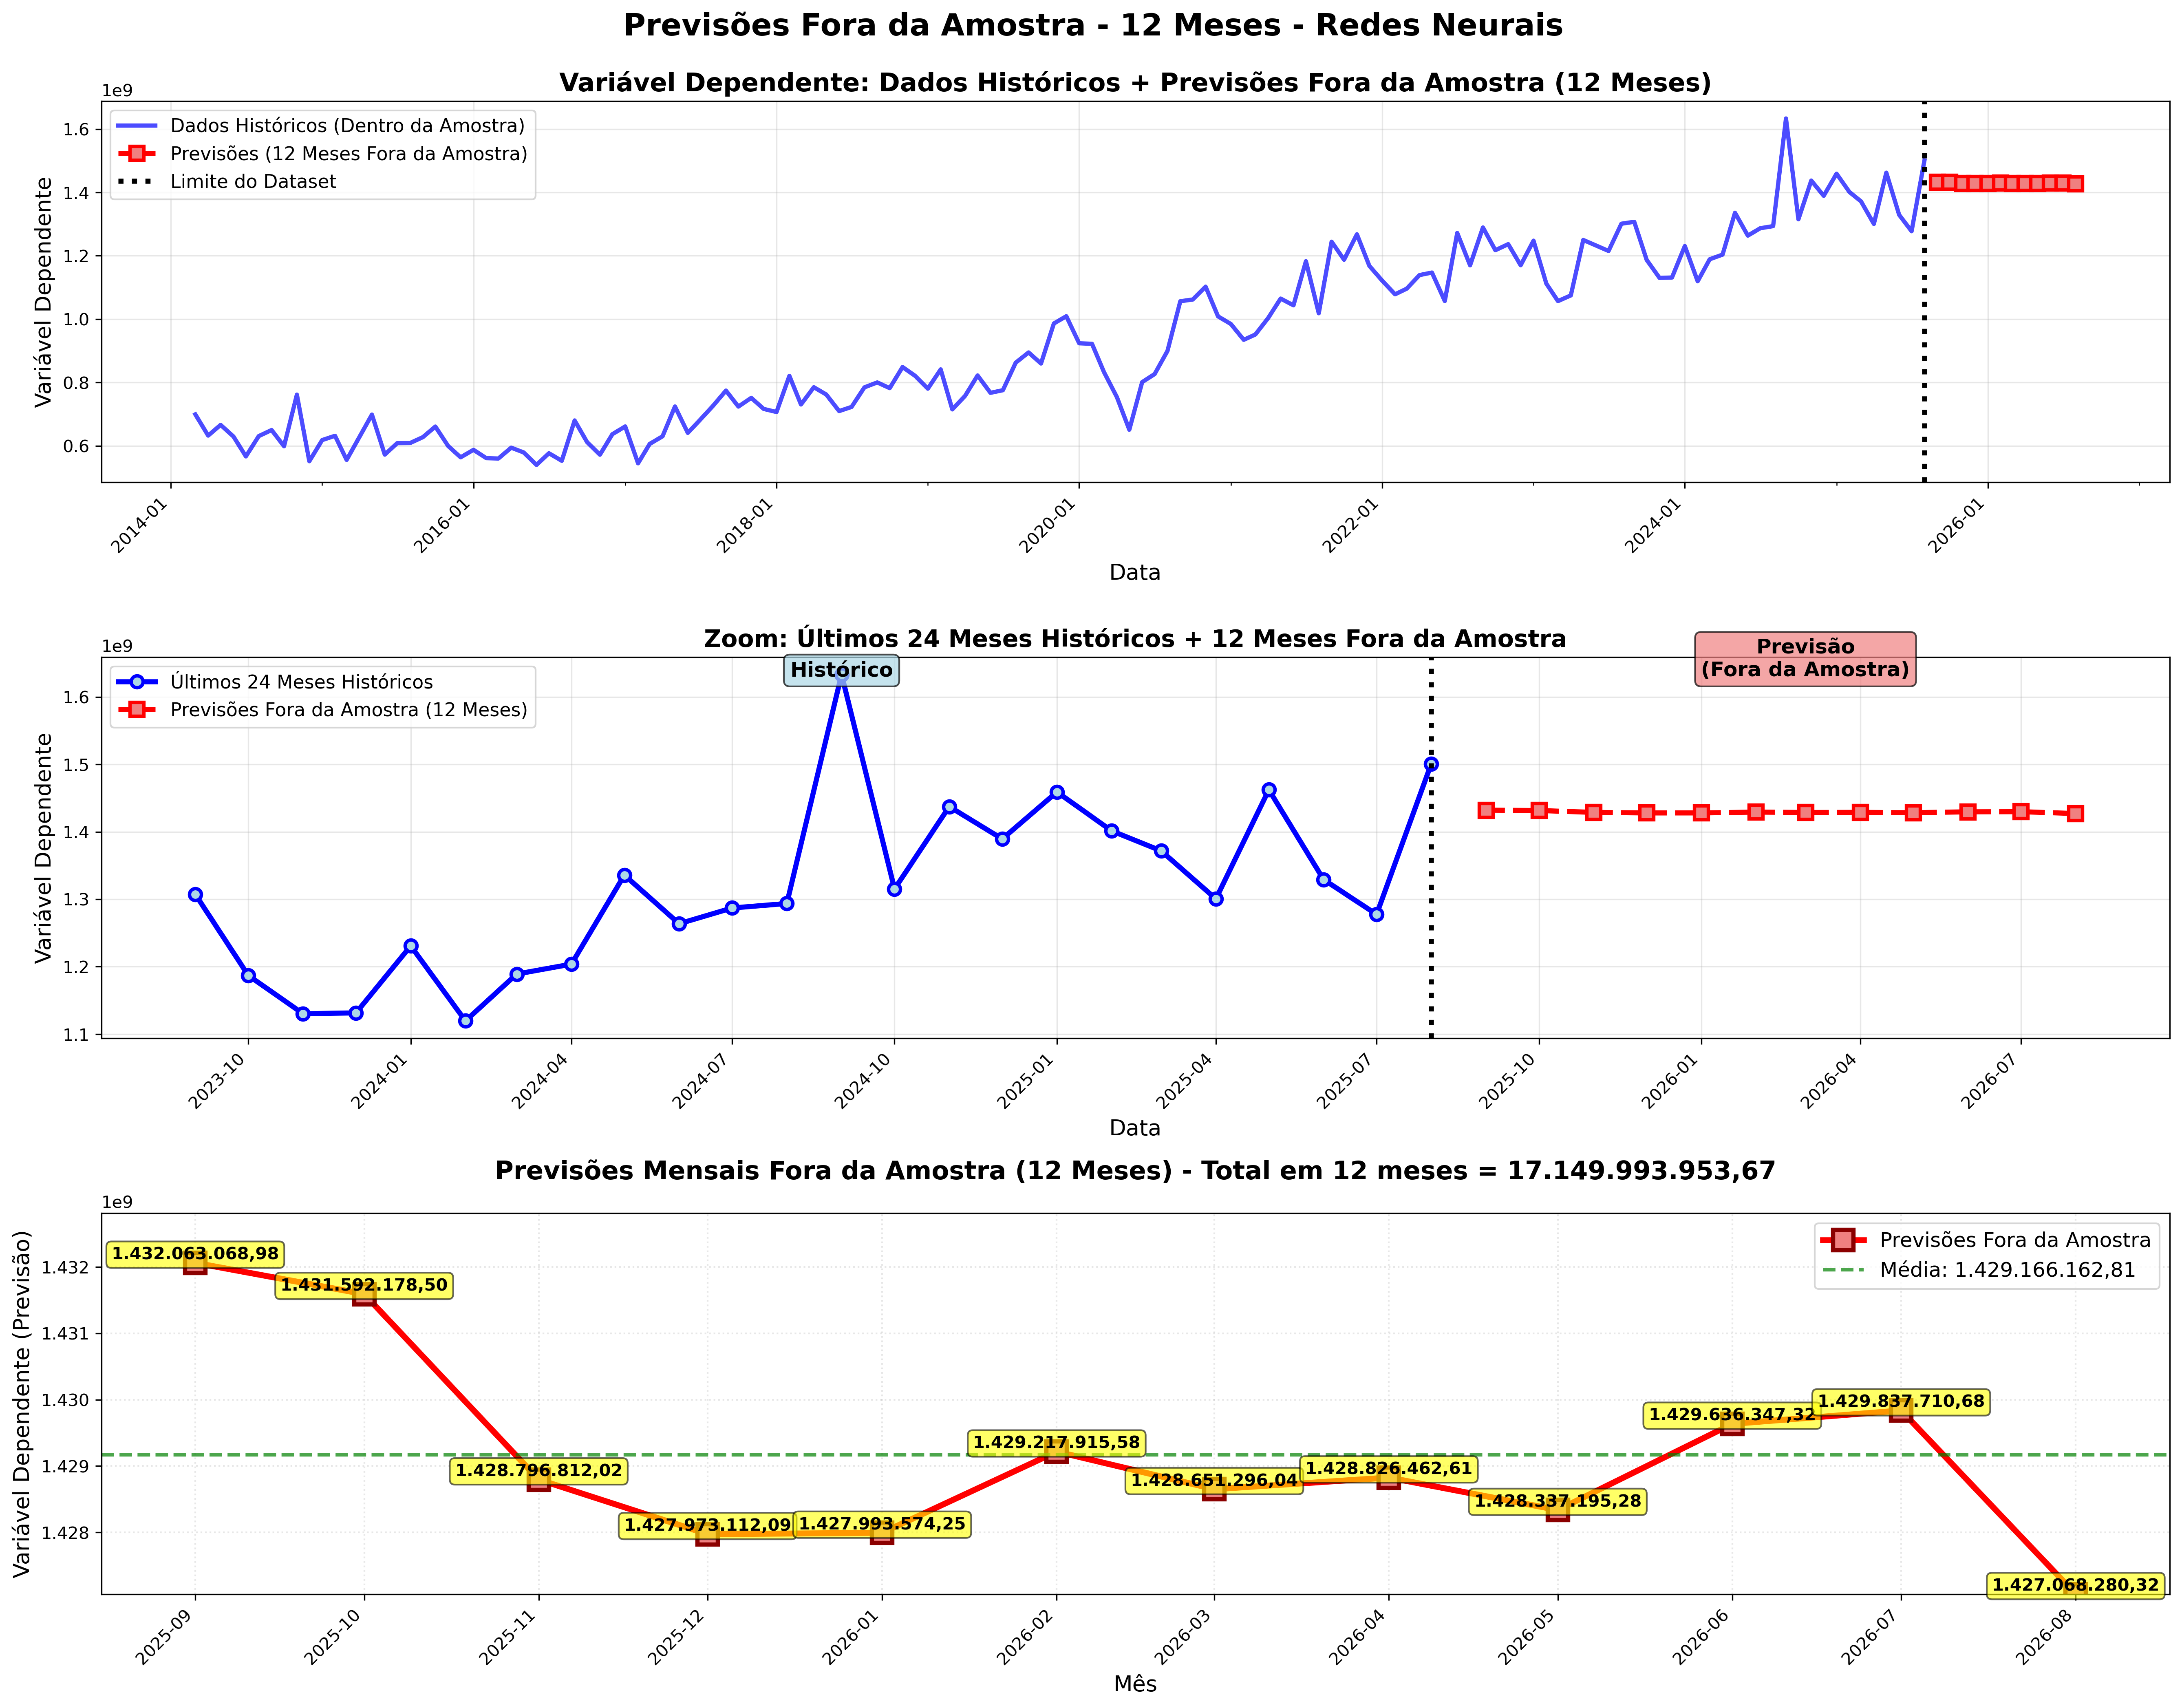 Previsões Fora da Amostra - 12 Meses - Redes Neurais
Variável Dependente: Dados Históricos + Previsões Fora da Amostra (12 Meses)
1e9
Dados Históricos (Dentro da Amostra)
Previsões (12 Meses Fora da Amostra)
Limite do Dataset
Variável Dependente
1.6
1.4
1.2
1.0
0.8
0.6
2014-01
2016-01
2018-01
2020-01
2022-01
2024-01
2026-01
Data
Zoom: Últimos 24 Meses Históricos + 12 Meses Fora da Amostra
1e9
Últimos 24 Meses Históricos
Previsões Fora da Amostra (12 Meses)
Histórico
Previsão
(Fora da Amostra)
Variável Dependente
1.6
1.5
1.4
1.3
1.2
1.1
2023-10
2024-01
2024-04
2024-07
2024-10
2025-01
2025-04
2025-07
2025-10
2026-01
2026-04
2026-07
Data
Previsões Mensais Fora da Amostra (12 Meses) - Total em 12 meses = 17.149.993.953,67
1e9
Previsões Fora da Amostra
Média: 1.429.166.162,81
Variável Dependente (Previsão)
1.432
1.431
1.430
1.429
1.428
1.432.063.068,98
1.431.592.178,50
1.428.796.812,02
1.427.973.112,09
1.427.993.574,25
1.429.217.915,58
1.428.651.296,04
1.428.826.462,61
1.428.337.195,28
1.429.636.347,32
1.429.837.710,68
1.427.068.280,32
2025-09
2025-10
2025-11
2025-12
2026-01
2026-02
2026-03
2026-04
2026-05
2026-06
2026-07
2026-08
Mês